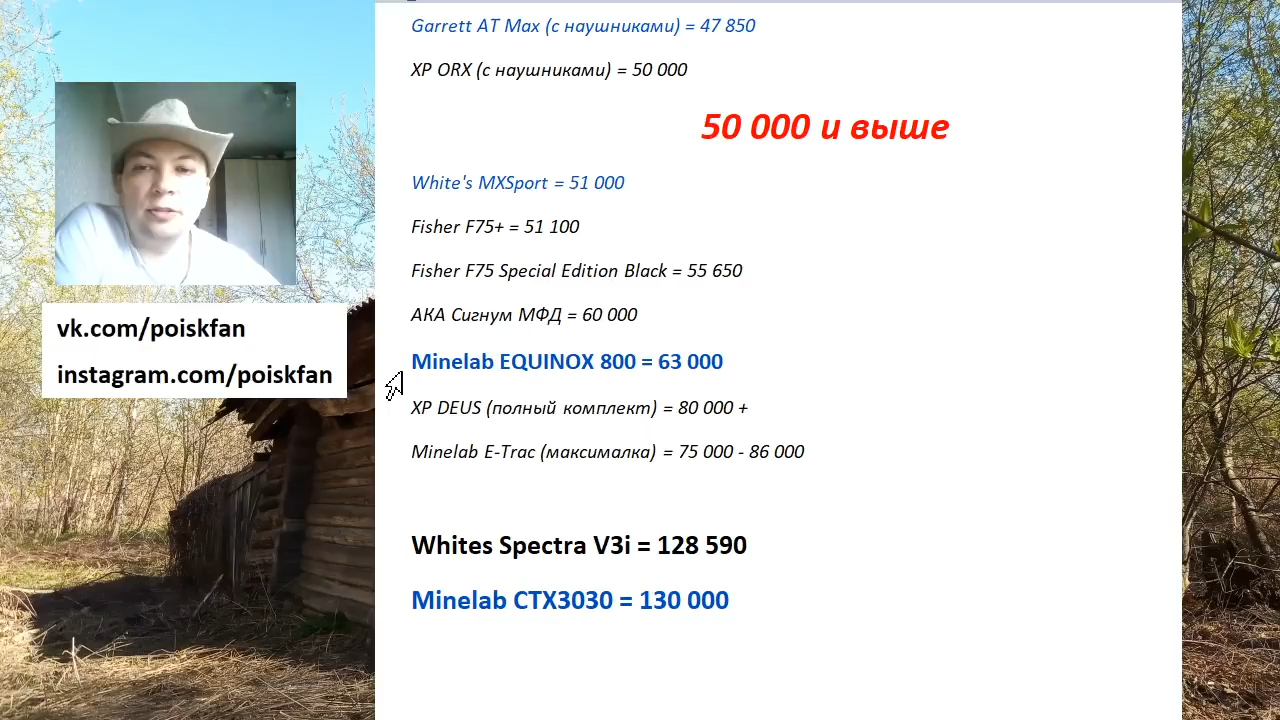 Garrett AT Max (с наушниками) = 47 850
XP ORX (с наушниками) = 50 000
50 000 и выше
White's MXSport = 51 000
Fisher F75+ = 51 100
Fisher F75 Special Edition Black = 55 650
АКА Сигнум МФД = 60 000
vk.com/poiskfan
instagram.com/poiskfan
Minelab EQUINOX 800 = 63 000
XP DEUS (полный комплект) = 80 000 +
Minelab E-Trac (максималка) = 75 000 - 86 000
Whites Spectra V3i = 128 590
Minelab CTX3030 = 130 000